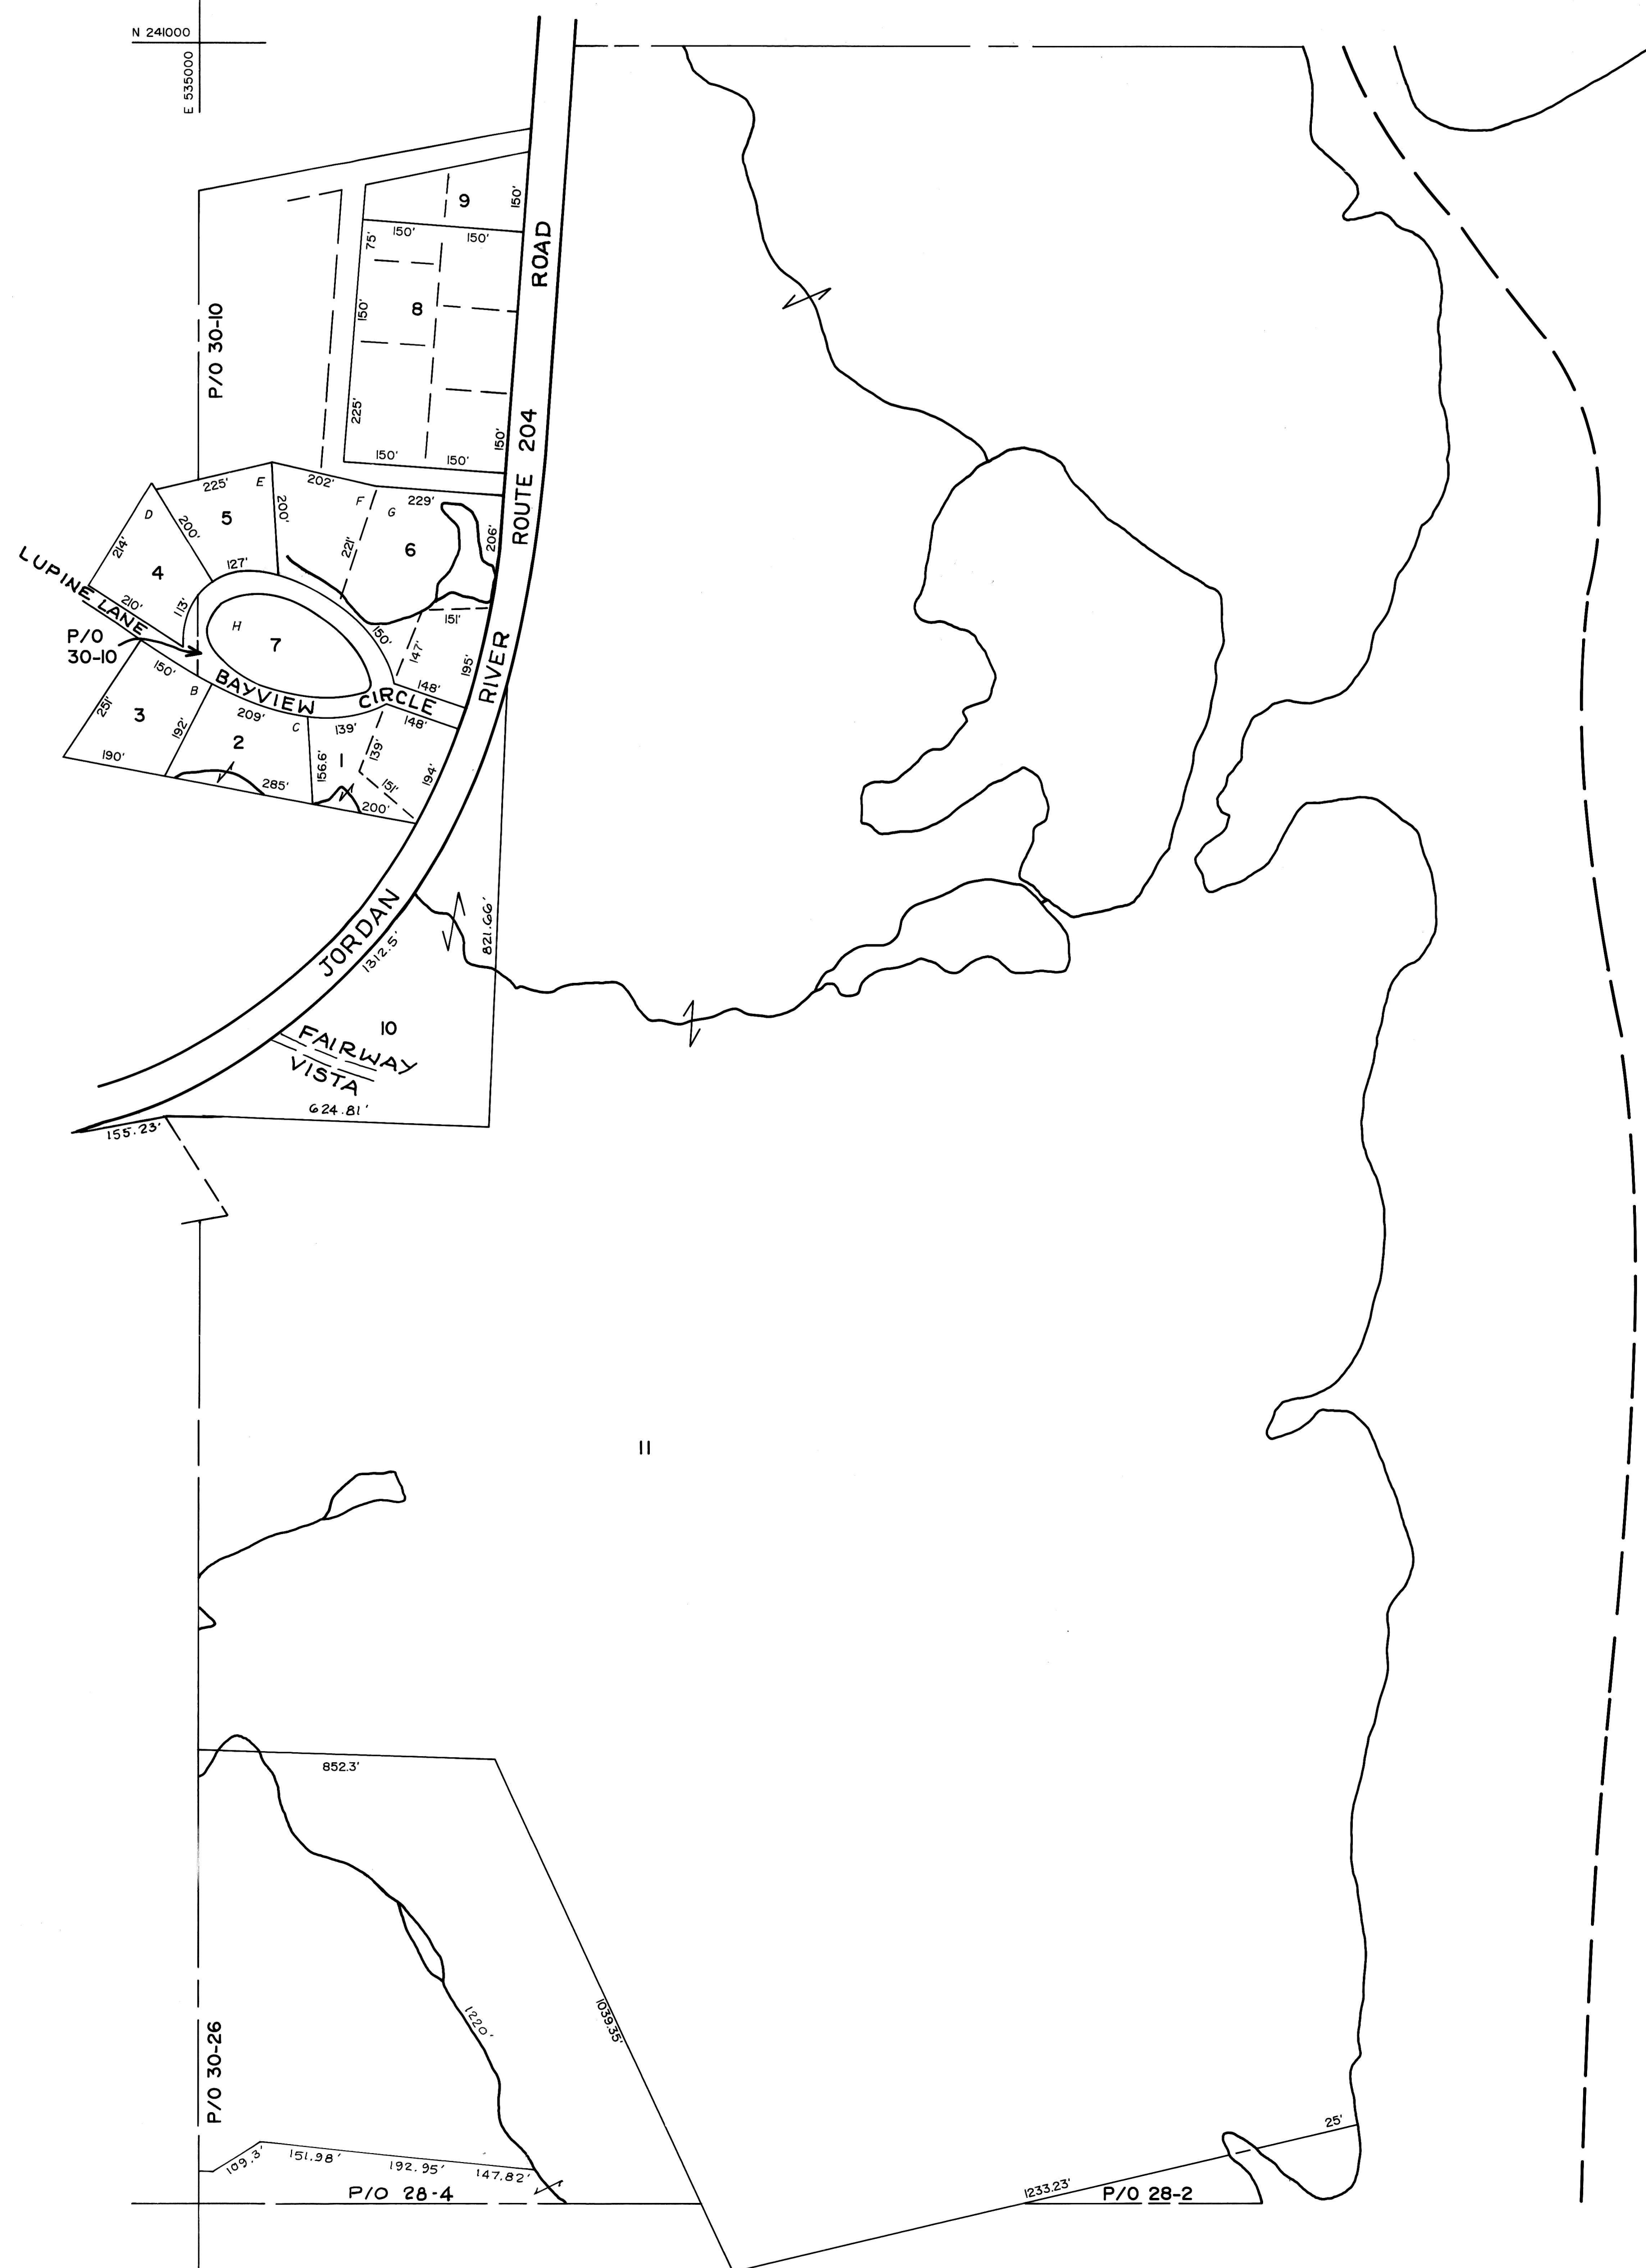 N 241000
E 535000
9
150'
ROAD
75'
150'
150'
8
150'
P/O 30-10
225'
204
150'
150'
150'
ROUTE
225'
E
202'
F
G
229'
D
200'
5
200'
221'
6
206'
214'
4
127'
LUPINE LANE
210'
113'
H
7
150'
151'
147'
195'
RIVER
P/O
30-10
150'
B
BAYVIEW CIRCLE
148'
148'
251'
3
192'
209'
C
139'
2
156.6'
1
139'
151'
194'
190'
285'
200'
JORDAN
1312.5'
821.66'
10
FAIRWAY
VISTA
624.81'
155.23'
11
852.3'
1220'
1039.35'
P/O 30-26
109.3'
151.98'
192.95'
147.82'
P/O 28-4
1233.23'
P/O 28-2
25'